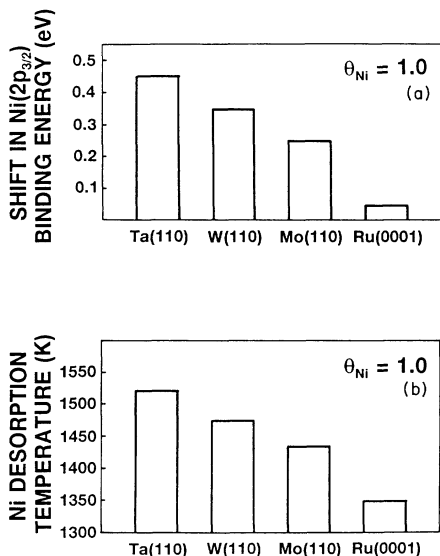 SHIFT IN Ni(2p3/2)
BINDING ENERGY (eV)
0.5
0.4
0.3
0.2
0.1
θNi = 1.0
(a)
Ta(110) W(110) Mo(110) Ru(0001)
Ni DESORPTION
TEMPERATURE (K)
1550
1500
1450
1400
1350
1300
θNi = 1.0
(b)
Ta(110) W(110) Mo(110) Ru(0001)